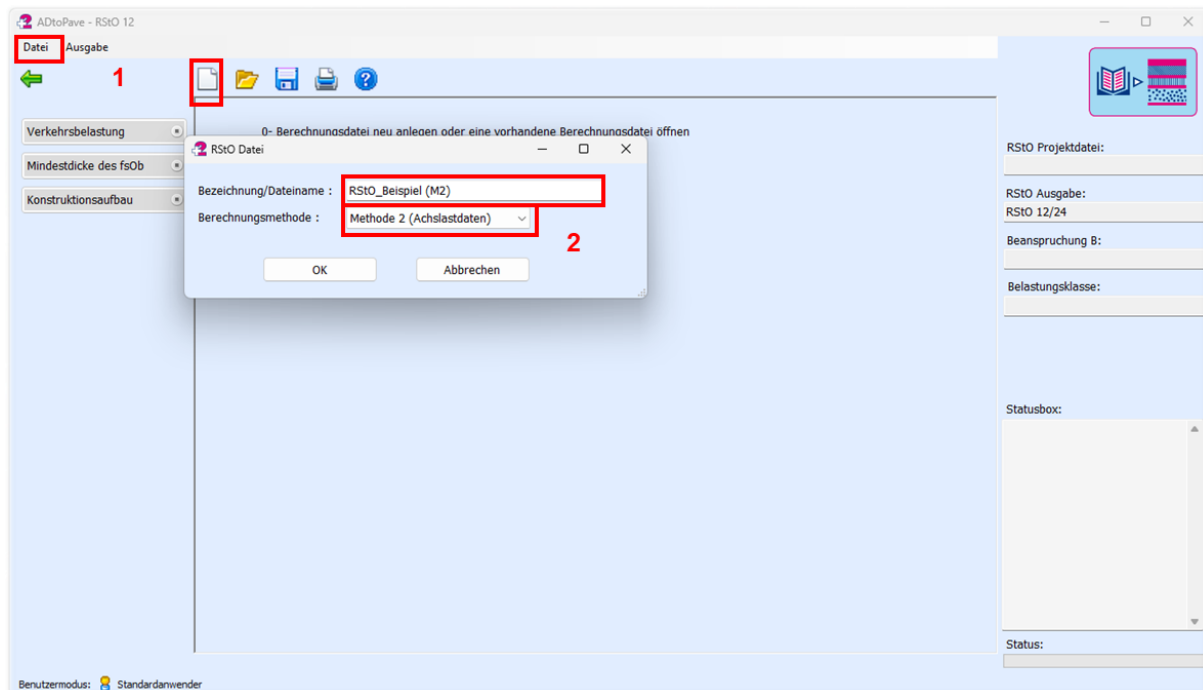 ADtoPave - RStO 12
Datei Ausgabe
1
Verkehrsbelastung
Mindestdicke des fsOb
Konstruktionsaufbau
0- Berechnungsdatei neu anlegen oder eine vorhandene Berechnungsdatei öffnen
RStO Datei
Bezeichnung/Dateiname : RStO_Beispiel (M2)
Berechnungsmethode : Methode 2 (Achslastdaten)
2
OK Abbrechen
RStO Projektdatei:
RStO Ausgabe:
RStO 12/24
Beanspruchung B:
Belastungsklasse:
Statusbox:
Status:
Benutzermodus: Standardanwender